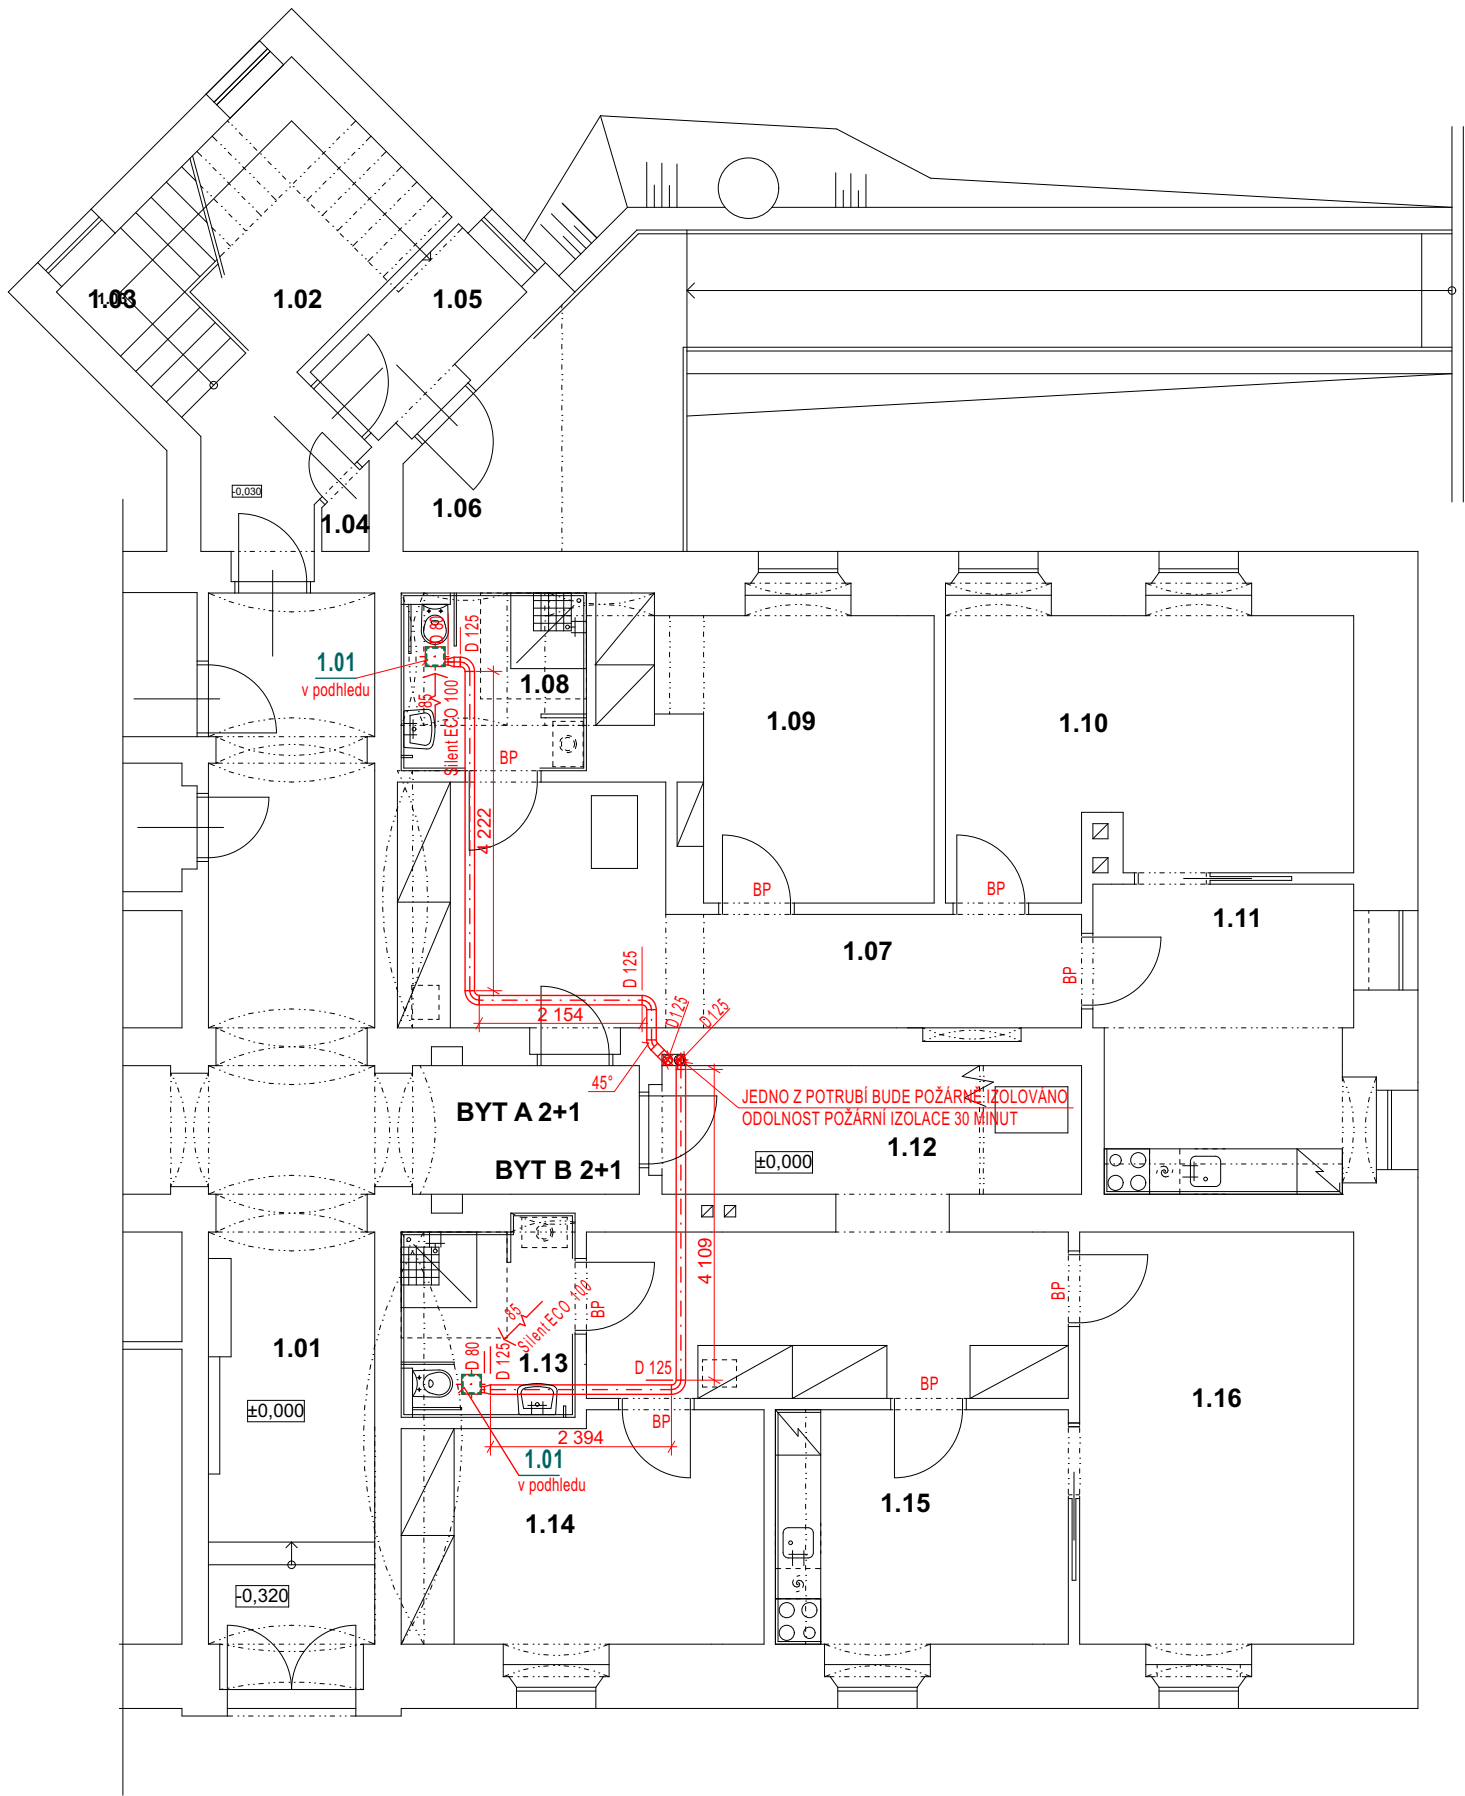 1.03
1.02
1.05
-0,030
1.04
1.06
D 80
D 125
1.01
v podhledu
1.08
85
Silent ECO 100
BP
1.09
1.10
4 222
BP
BP
1.11
1.07
BP
D 125
2 154
D125
D125
45°
JEDNO Z POTRUBÍ BUDE POŽÁRNĚ IZOLOVÁNO
ODOLNOST POŽÁRNÍ IZOLACE 30 MINUT
BYT A 2+1
1.12
BYT B 2+1
±0,000
4 109
BP
BP
85
Silent ECO 100
1.01
D 80
D 125
1.13
D 125
BP
1.16
±0,000
BP
2 394
1.01
v podhledu
1.14
1.15
-0,320